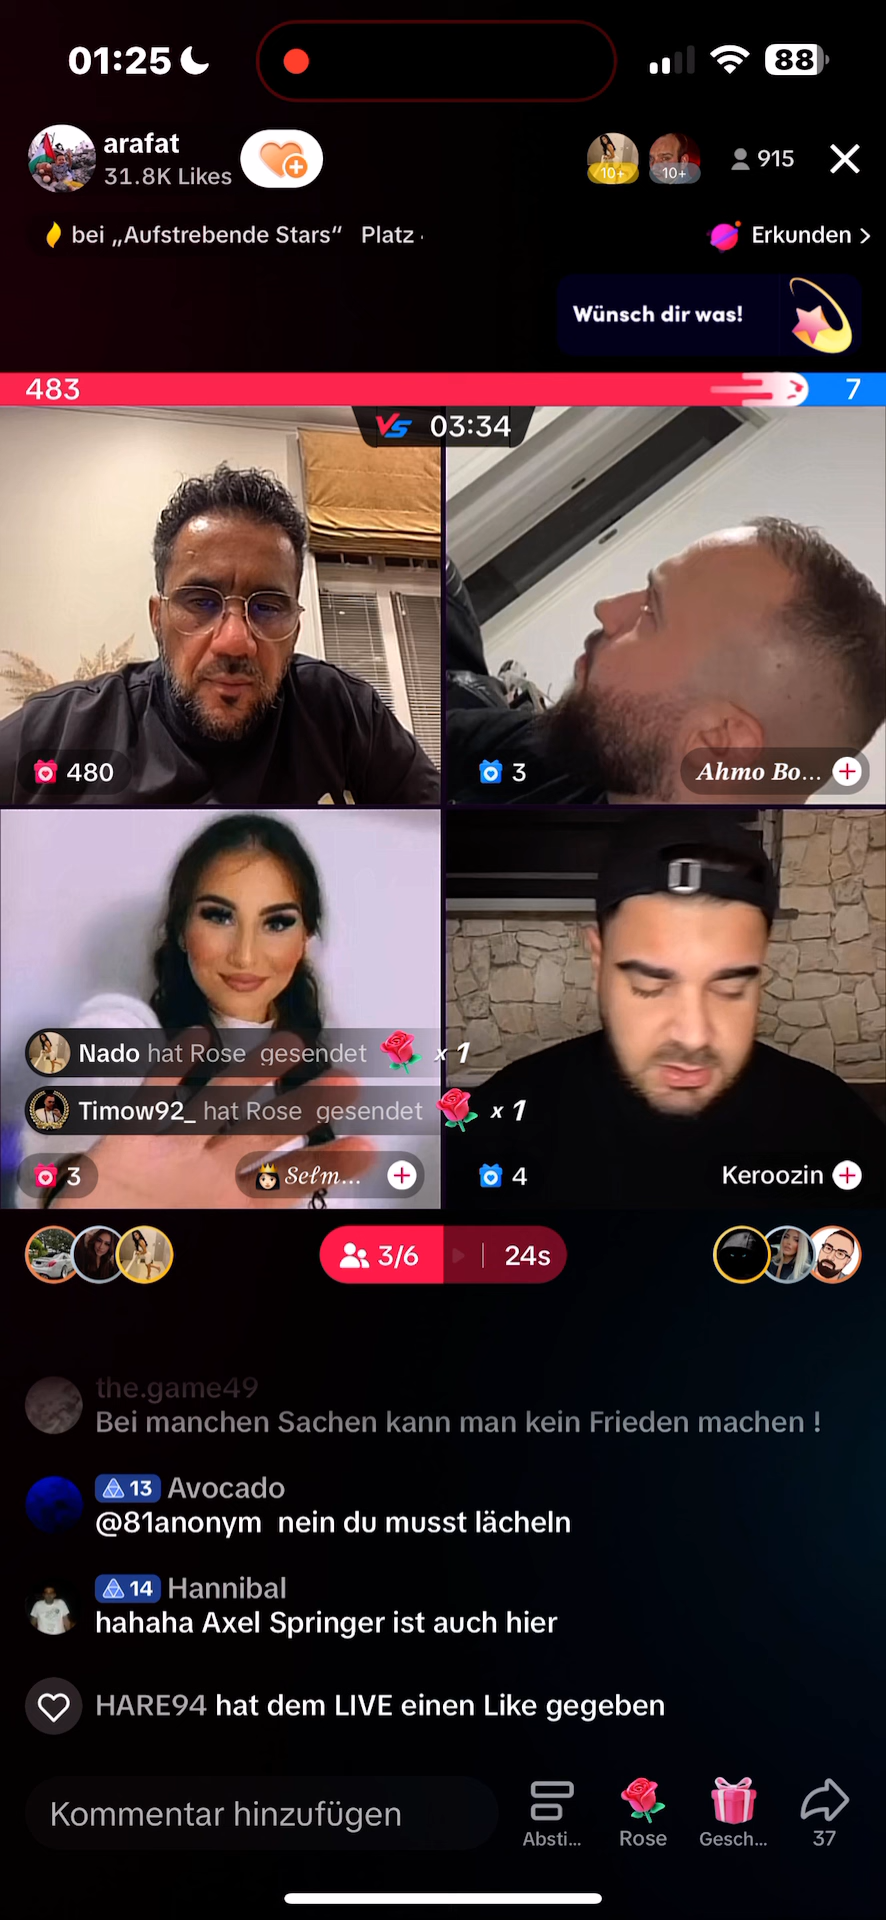 01:25
88
arafat
31.8K Likes
10+
10+
915
bei „Aufstrebende Stars“ Platz
Erkunden >
Wünsch dir was!
483
7
VS 03:34
480
3
Ahmo Bo...
Nado hat Rose gesendet x 1
Timow92_ hat Rose gesendet x 1
3
Selm...
4
Keroozin
3/6
24s
the.game49
Bei manchen Sachen kann man kein Frieden machen !
13 Avocado
@81anonym nein du musst lächeln
14 Hannibal
hahaha Axel Springer ist auch hier
HARE94 hat dem LIVE einen Like gegeben
Kommentar hinzufügen
Absti...
Rose
Gesch...
37